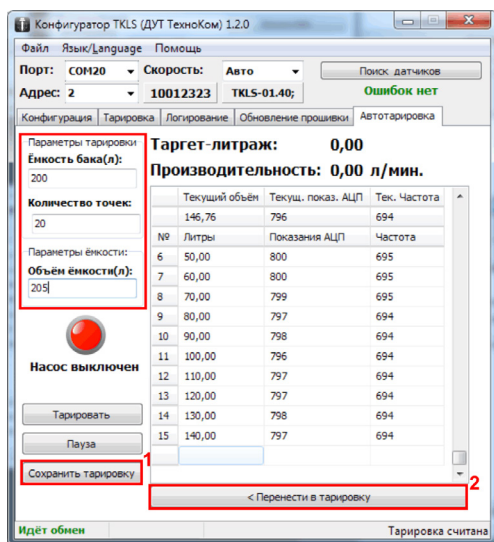 Конфигуратор TKLS (ДУТ ТехноКом) 1.2.0
Файл Язык/Language Помощь
Порт: COM20 Скорость: Авто Поиск датчиков
Адрес: 2 10012323 TKLS-01.40; Ошибок нет
Конфигурация Тарировка Логирование Обновление прошивки Автотарировка
Параметры тарировки
Ёмкость бака(л):
200
Количество точек:
20
Параметры ёмкости:
Объём ёмкости(л):
205
Насос выключен
Тарировать
Пауза
Сохранить тарировку
1
Таргет-литраж: 0,00
Производительность: 0,00 л/мин.
Текущий объём Текущ. показ. АЦП Тек. Частота
146,76 796 694
№ Литры Показания АЦП Частота
6 50,00 800 695
7 60,00 800 695
8 70,00 799 695
9 80,00 797 694
10 90,00 798 694
11 100,00 796 694
12 110,00 797 694
13 120,00 797 694
14 130,00 798 694
15 140,00 797 694
2
< Перенести в тарировку
Идёт обмен Тарировка считана